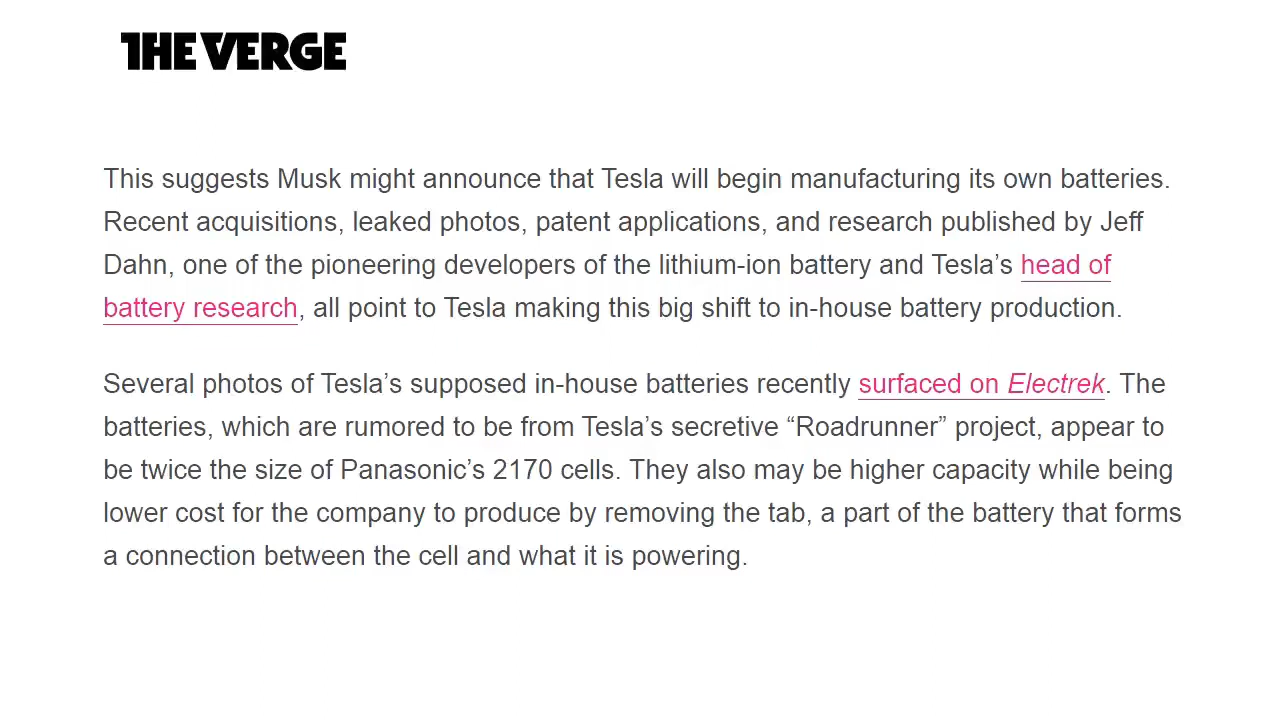 THE VERGE
This suggests Musk might announce that Tesla will begin manufacturing its own batteries.
Recent acquisitions, leaked photos, patent applications, and research published by Jeff
Dahn, one of the pioneering developers of the lithium-ion battery and Tesla’s head of
battery research, all point to Tesla making this big shift to in-house battery production.
Several photos of Tesla’s supposed in-house batteries recently surfaced on Electrek. The
batteries, which are rumored to be from Tesla’s secretive “Roadrunner” project, appear to
be twice the size of Panasonic’s 2170 cells. They also may be higher capacity while being
lower cost for the company to produce by removing the tab, a part of the battery that forms
a connection between the cell and what it is powering.